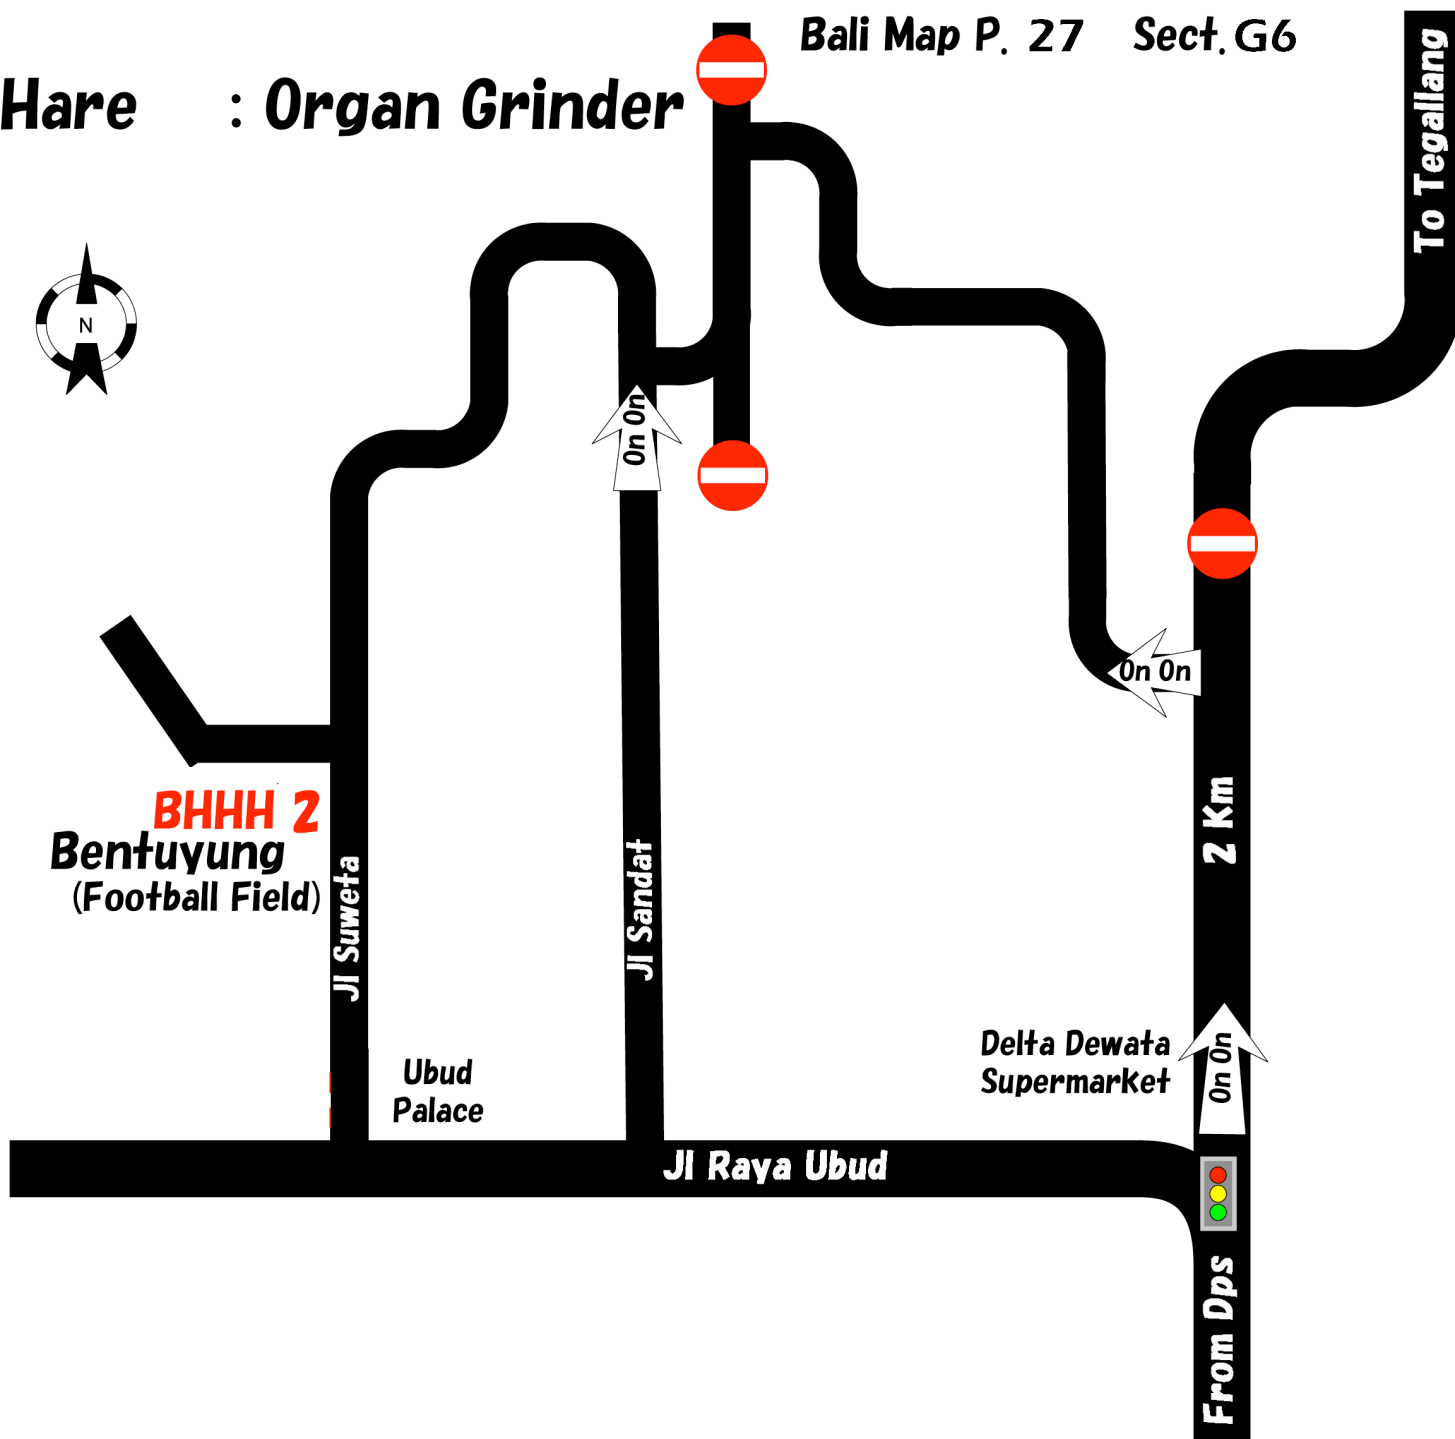 Bali Map P. 27 Sect. G6
Hare : Organ Grinder
To Tegallang
N
On On
On On
2 Km
BHHH 2
Bentuyung
(Football Field)
Jl Suweta
Jl Sandat
Delta Dewata
Supermarket
On On
Ubud
Palace
Jl Raya Ubud
From Dps